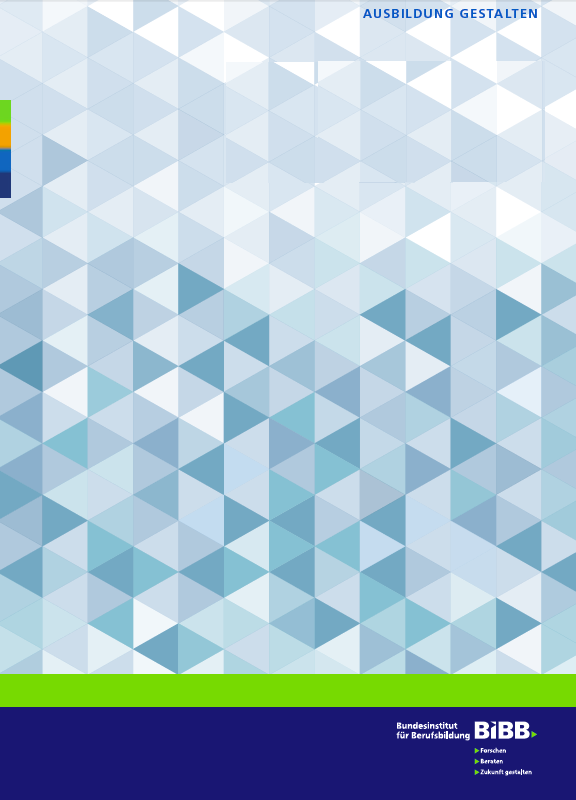 AUSBILDUNG GESTALTEN
Bundesinstitut
für Berufsbildung
BiBB
Forschen
Beraten
Zukunft gestalten